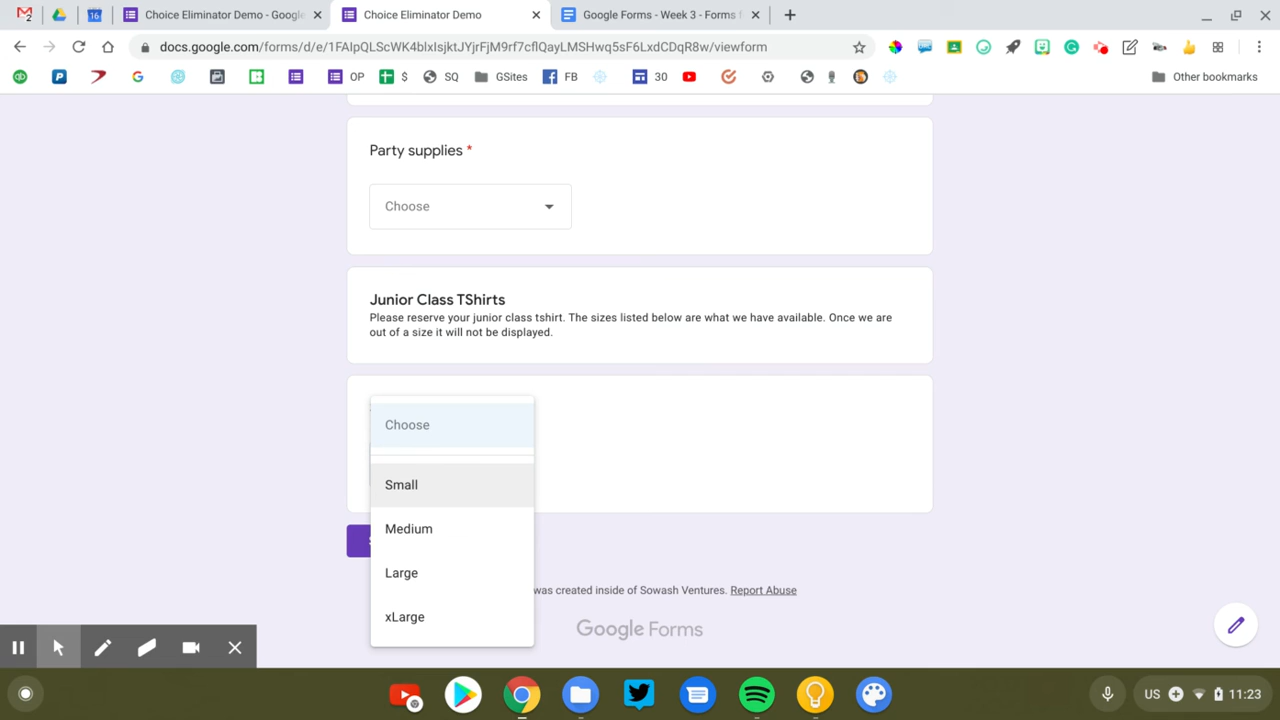 Choice Eliminator Demo - Google
Choice Eliminator Demo
Google Forms - Week 3 - Forms f
docs.google.com/forms/d/e/1FAIpQLScWK4blxIsjktJYjrFjM9rf7cflQayLMSHwq5sF6LxdCDqR8w/viewform
OP
$
SQ
GSites
FB
30
Other bookmarks
Party supplies *
Choose
Junior Class TShirts
Please reserve your junior class tshirt. The sizes listed below are what we have available. Once we are
out of a size it will not be displayed.
Choose
Small
Medium
Large
xLarge
was created inside of Sowash Ventures. Report Abuse
Google Forms
US
11:23